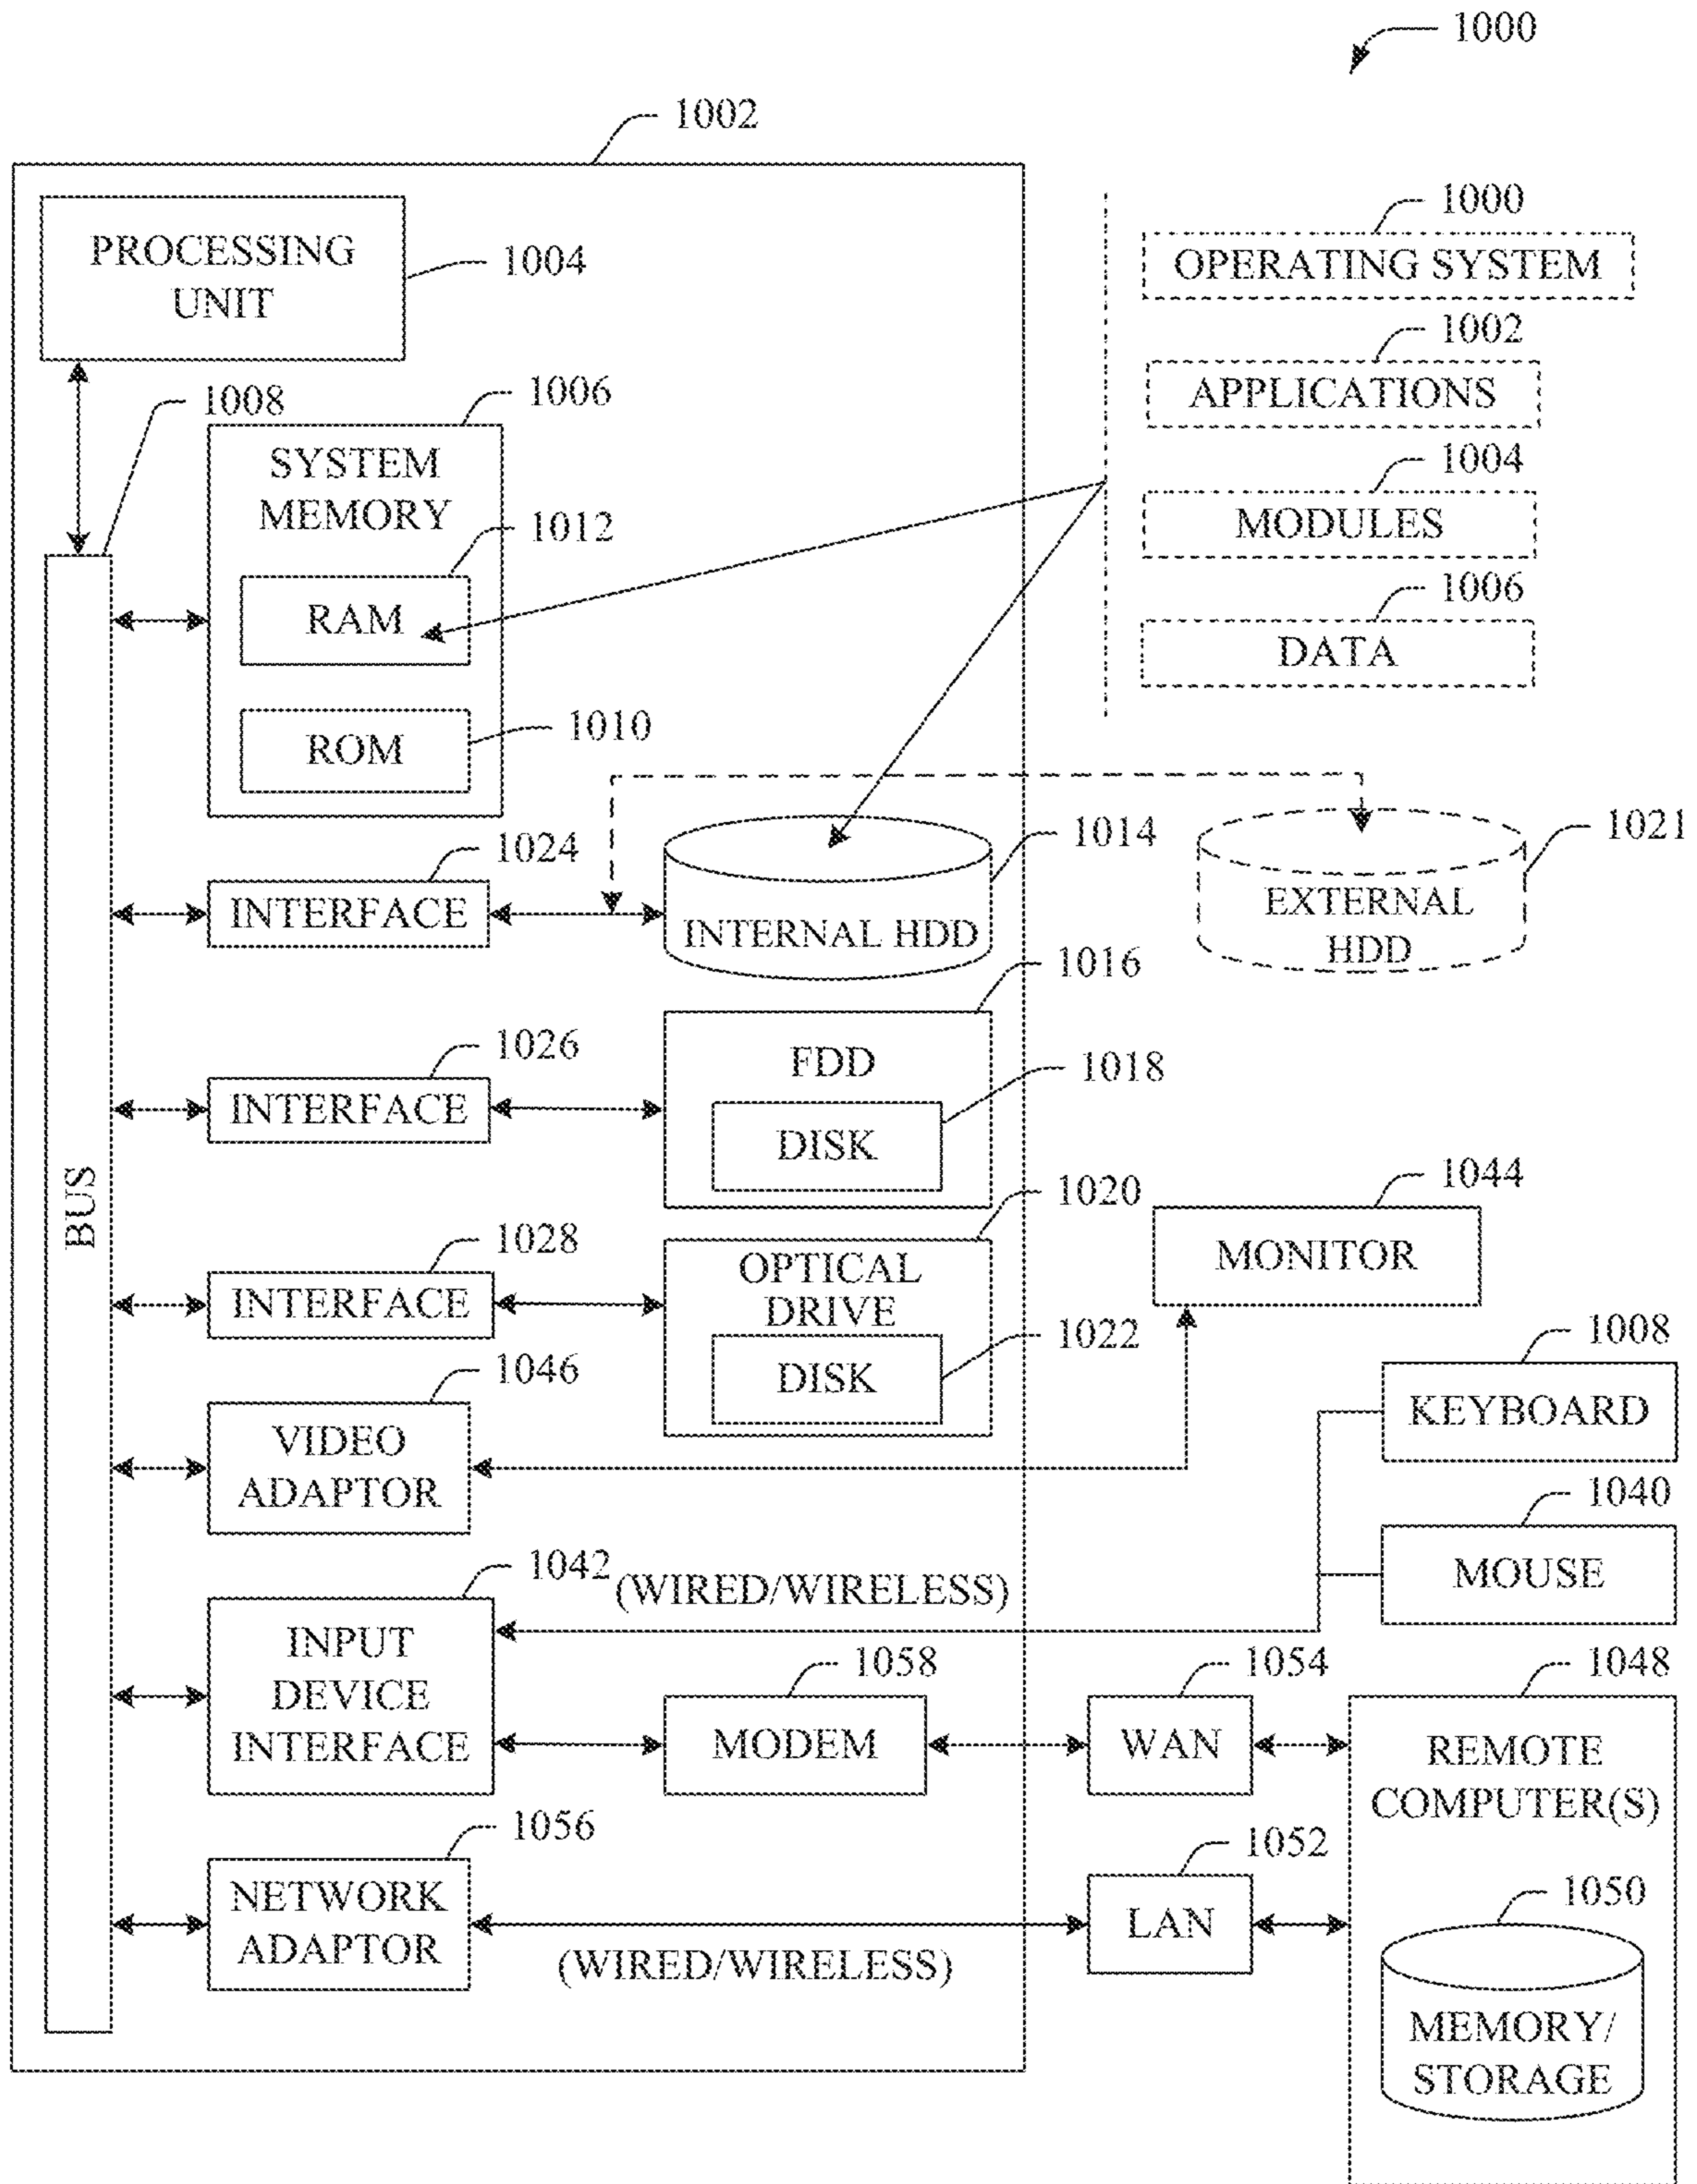 1000
1002
PROCESSING
UNIT
1004
1000
OPERATING SYSTEM
1002
APPLICATIONS
1004
MODULES
1006
DATA
1008
1006
SYSTEM
MEMORY
1012
RAM
1010
ROM
1024
INTERFACE
1014
INTERNAL HDD
1021
EXTERNAL
HDD
1026
INTERFACE
1016
FDD
1018
DISK
BUS
1028
INTERFACE
1020
OPTICAL
DRIVE
1022
DISK
1044
MONITOR
1046
VIDEO
ADAPTOR
1008
KEYBOARD
1040
MOUSE
1042
(WIRED/WIRELESS)
INPUT
DEVICE
INTERFACE
1058
MODEM
1054
WAN
1048
REMOTE
COMPUTER(S)
1056
NETWORK
ADAPTOR
(WIRED/WIRELESS)
1052
LAN
1050
MEMORY/
STORAGE